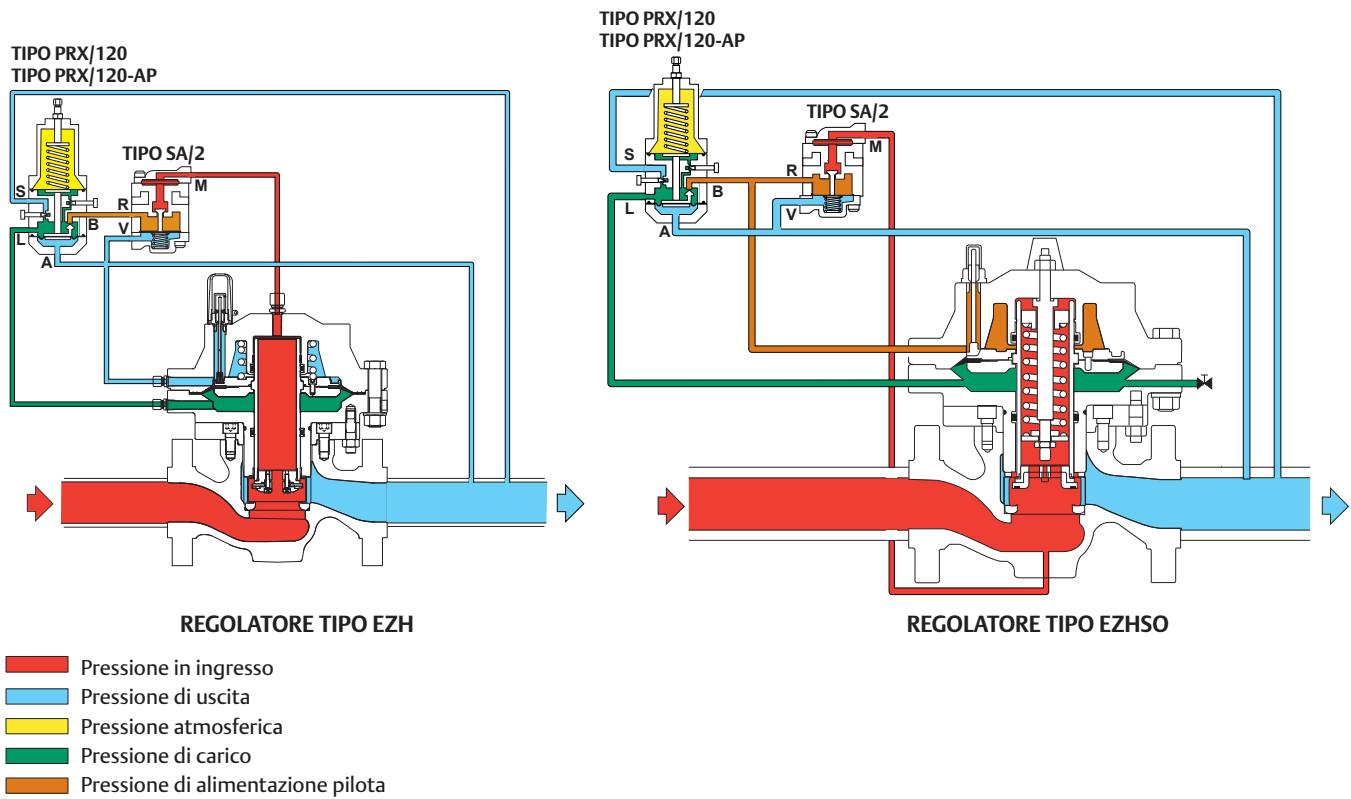 TIPO PRX/120
TIPO PRX/120-AP
TIPO SA/2
S
M
R
B
V
L
A
TIPO PRX/120
TIPO PRX/120-AP
TIPO SA/2
M
S
R
B
L
V
A
REGOLATORE TIPO EZH
REGOLATORE TIPO EZHSO
Pressione in ingresso
Pressione di uscita
Pressione atmosferica
Pressione di carico
Pressione di alimentazione pilota